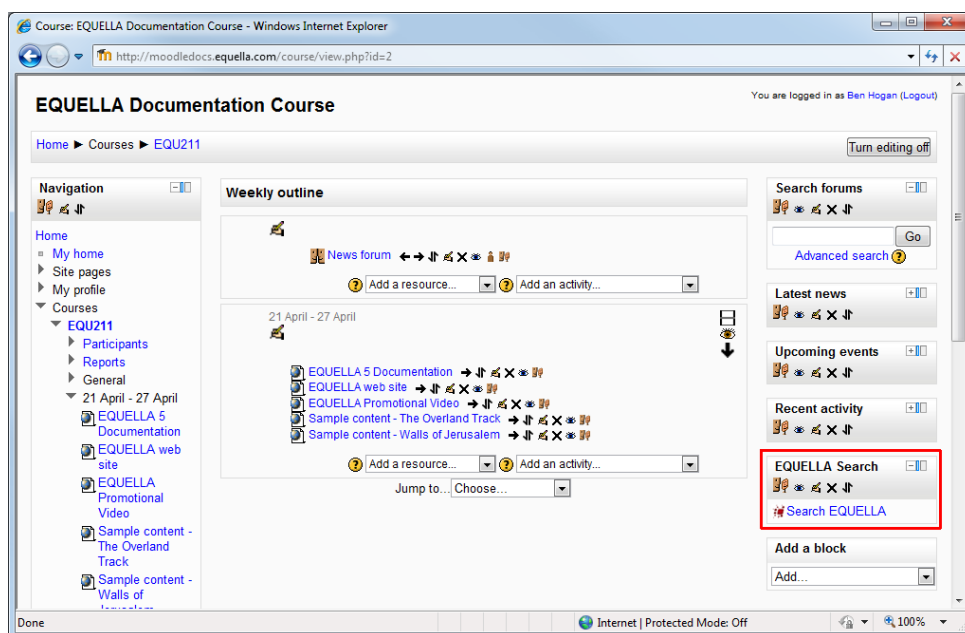 Course: EQUELLA Documentation Course - Windows Internet Explorer
http://moodledocs.equella.com/course/view.php?id=2
EQUELLA Documentation Course
You are logged in as Ben Hogan (Logout)
Home ► Courses ► EQU211
Turn editing off
Navigation
Home
My home
Site pages
My profile
Courses
EQU211
Participants
Reports
General
21 April - 27 April
EQUELLA 5
Documentation
EQUELLA web
site
EQUELLA
Promotional
Video
Sample content -
The Overland
Track
Sample content -
Walls of
Jerusalem
Weekly outline
News forum
Add a resource...
Add an activity...
21 April - 27 April
EQUELLA 5 Documentation
EQUELLA web site
EQUELLA Promotional Video
Sample content - The Overland Track
Sample content - Walls of Jerusalem
Add a resource...
Add an activity...
Jump to... Choose...
Search forums
Go
Advanced search
Latest news
Upcoming events
Recent activity
EQUELLA Search
Search EQUELLA
Add a block
Add...
Done
Internet | Protected Mode: Off
100%